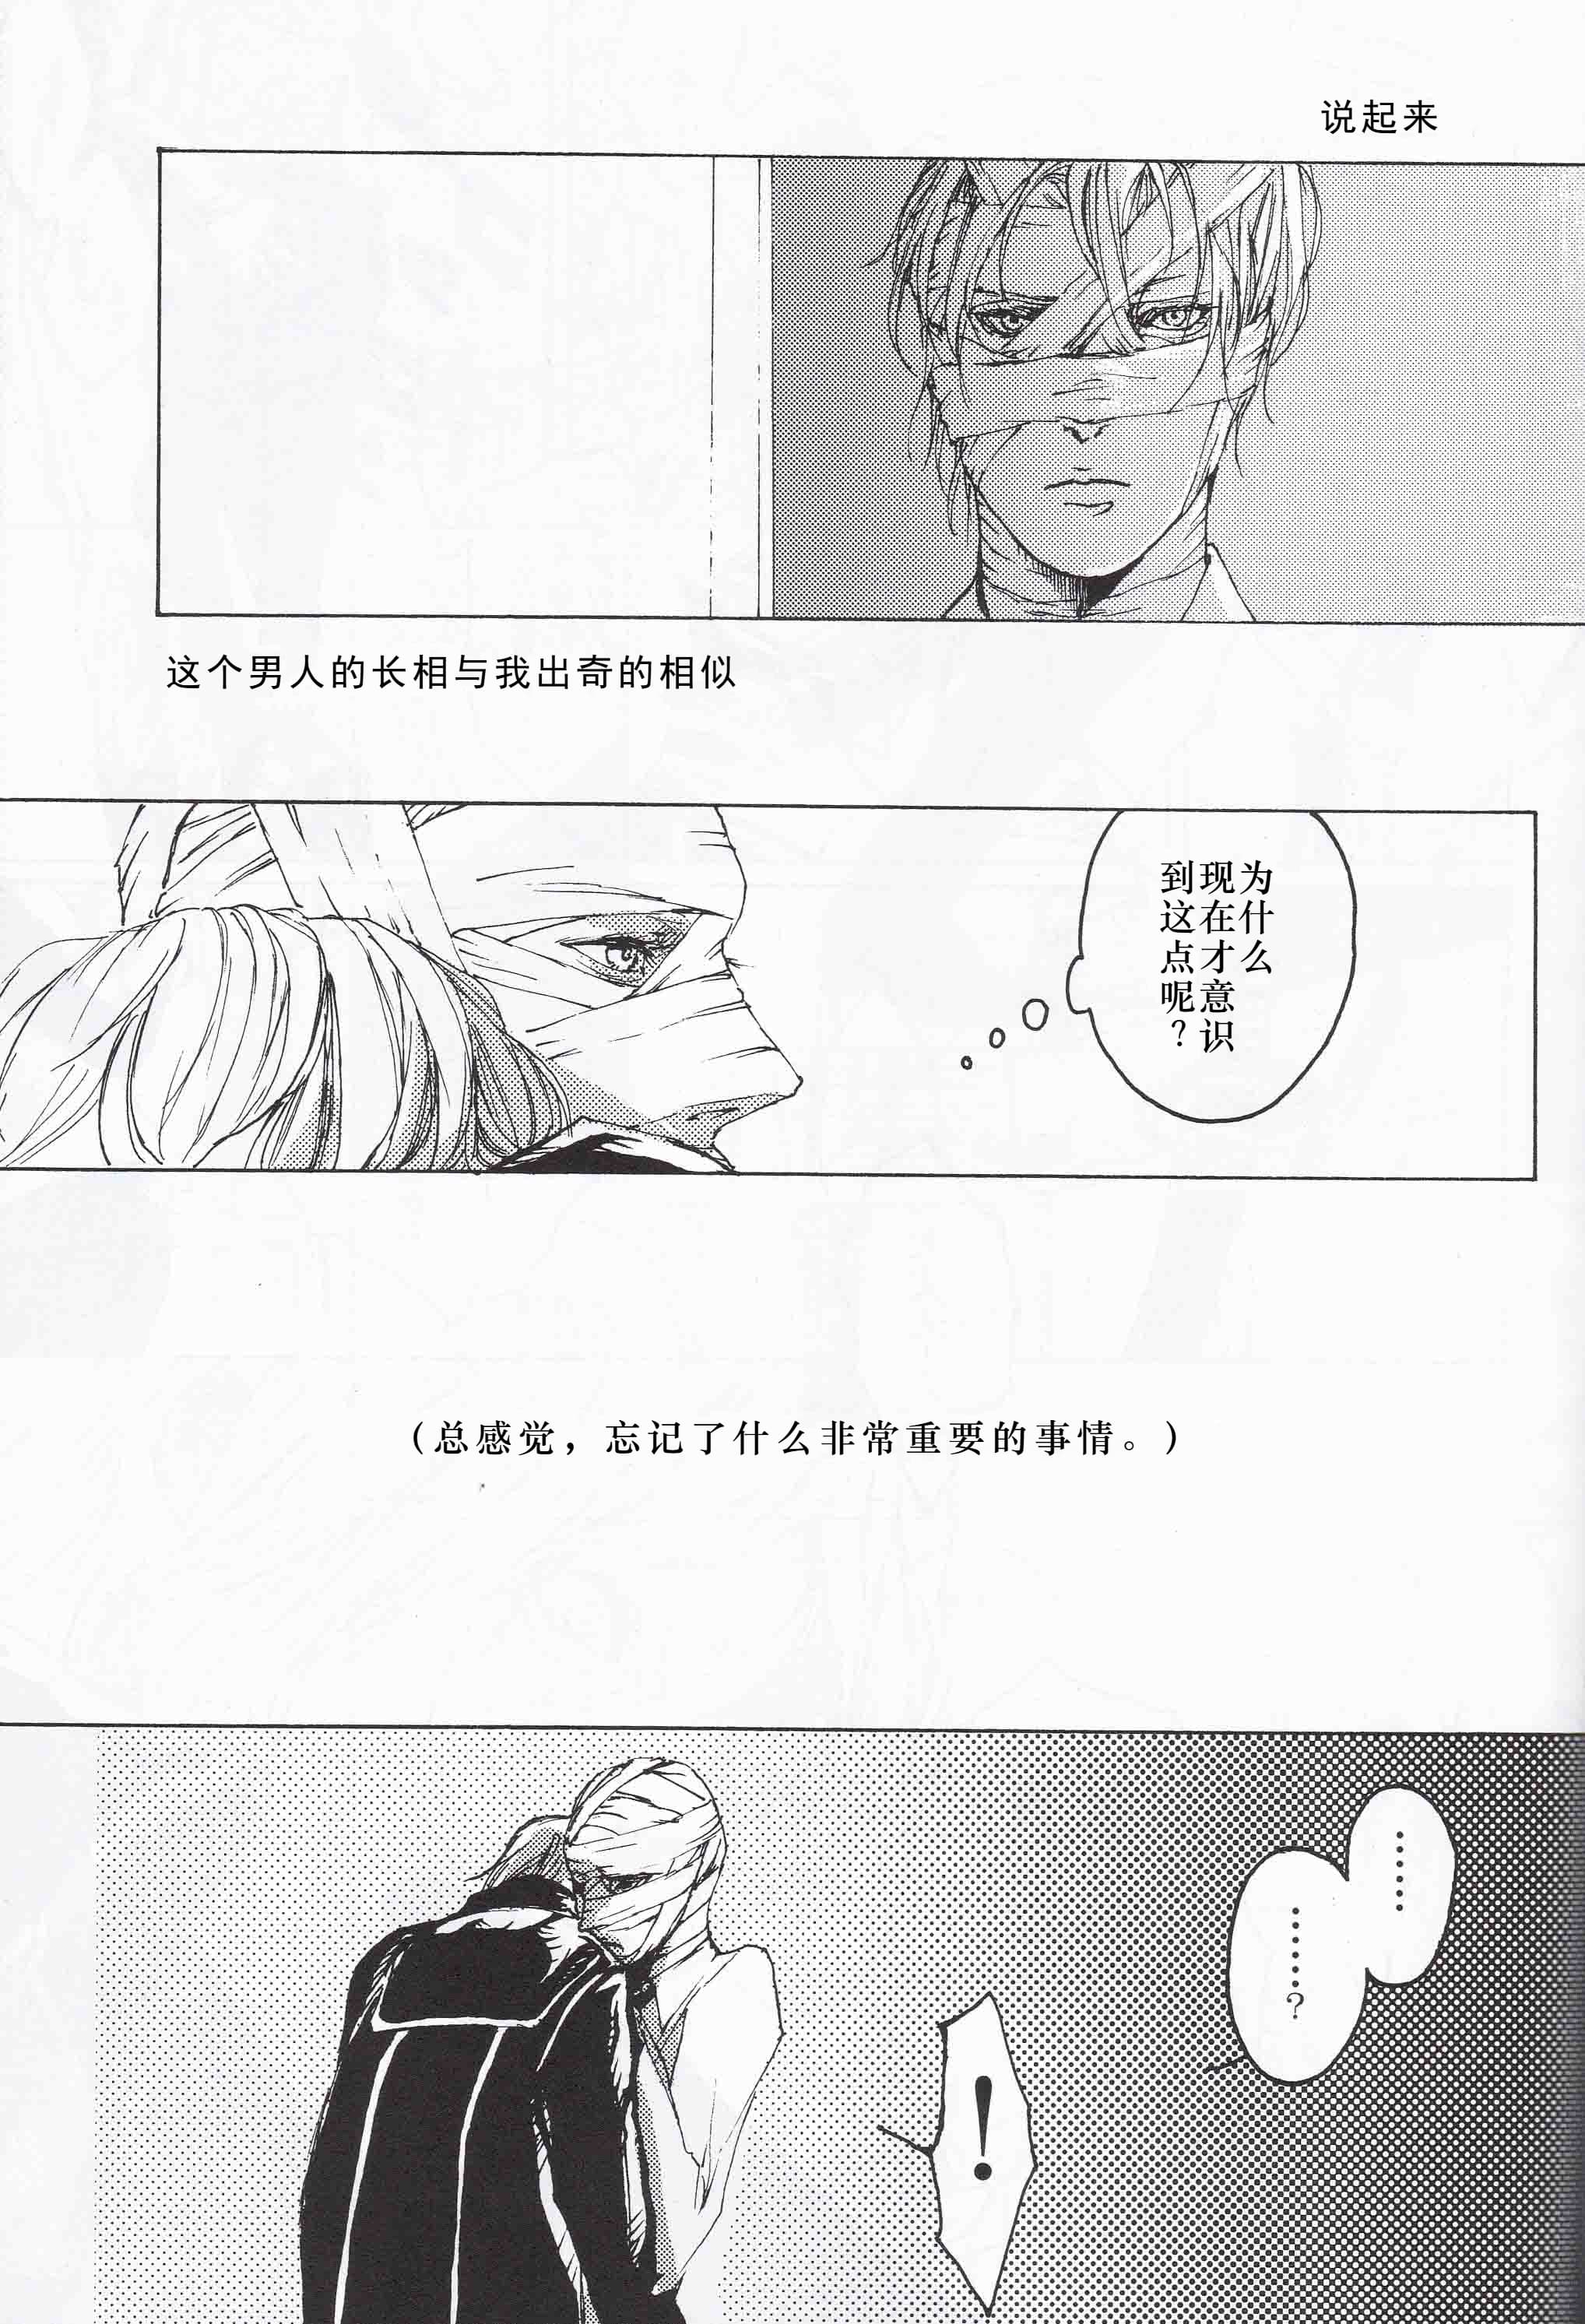 说起来
这个男人的长相与我出奇的相似
为什么
现在才意识
到这点呢？
（总感觉，忘记了什么非常重要的事情。）
……
……？
！